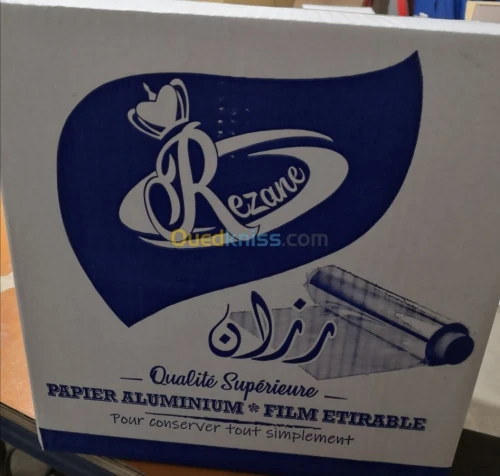 Rezane
Ouedkniss.com
رزان
Qualité Supérieure
PAPIER ALUMINIUM * FILM ETIRABLE
Pour conserver tout simplement